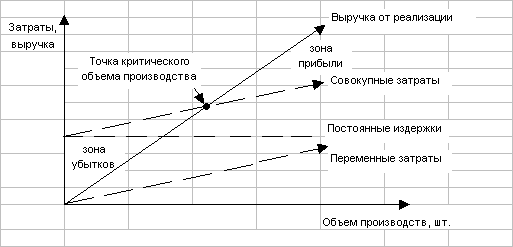 Затраты,
выручка
Выручка от реализации
Точка критического
объема производства
зона
прибыли
Совокупные затраты
Постоянные издержки
зона
убытков
Переменные затраты
Объем производств, шт.